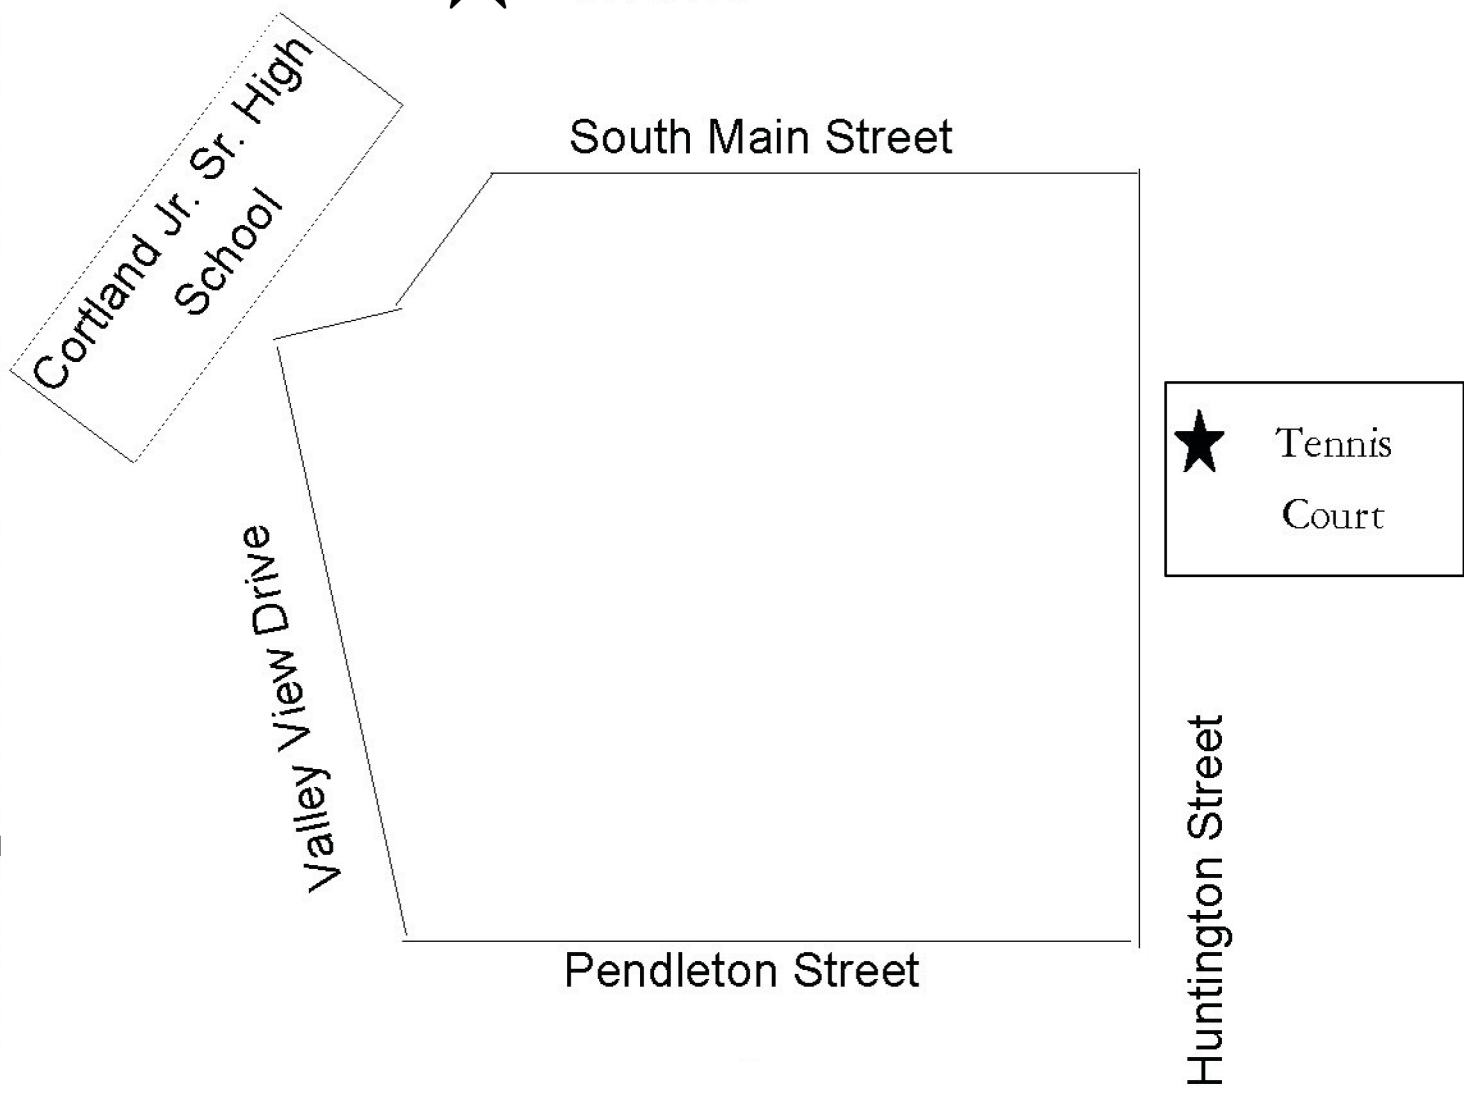 Cortland Jr. Sr. High
School
South Main Street
Tennis
Court
Valley View Drive
Huntington Street
Pendleton Street